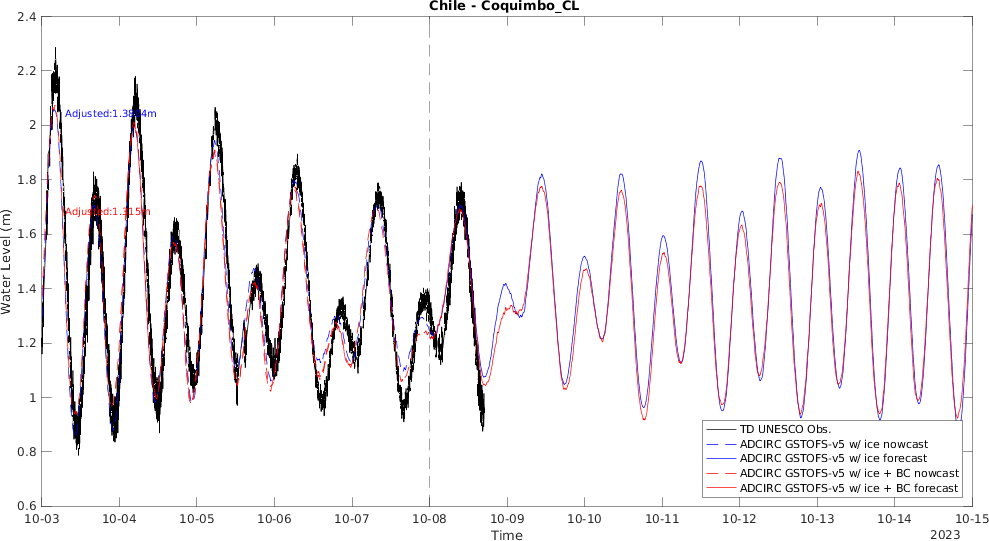 Chile - Coquimbo_CL
Water Level (m)
2.4
2.2
2
1.8
1.6
1.4
1.2
1
0.8
0.6
Adjusted:
Adjusted:
TD UNESCO Obs.
ADCIRC GSTOFS-v5 w/ ice nowcast
ADCIRC GSTOFS-v5 w/ ice forecast
ADCIRC GSTOFS-v5 w/ ice + BC nowcast
ADCIRC GSTOFS-v5 w/ ice + BC forecast
10-03 10-04 10-05 10-06 10-07 10-08 10-09 10-10 10-11 10-12 10-13 10-14 10-15
Time
2023